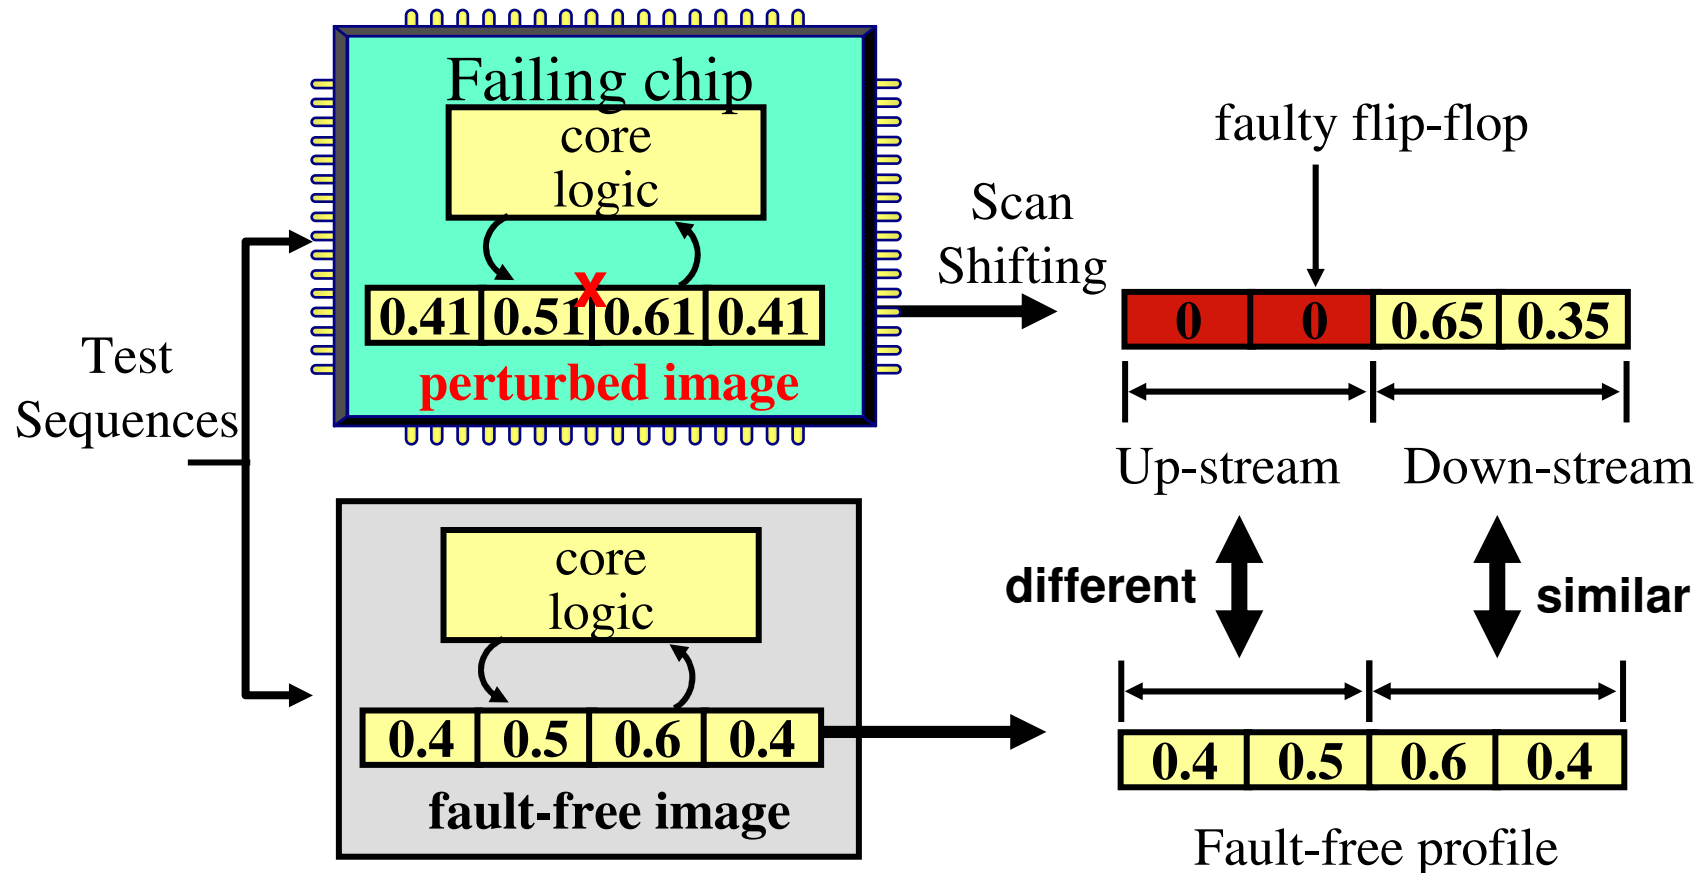 Failing chip
core
logic
x
0.41 0.51 0.61 0.41
perturbed image
Test
Sequences
Scan
Shifting
faulty flip-flop
0 0 0.65 0.35
Up-stream Down-stream
different similar
core
logic
0.4 0.5 0.6 0.4
fault-free image
0.4 0.5 0.6 0.4
Fault-free profile